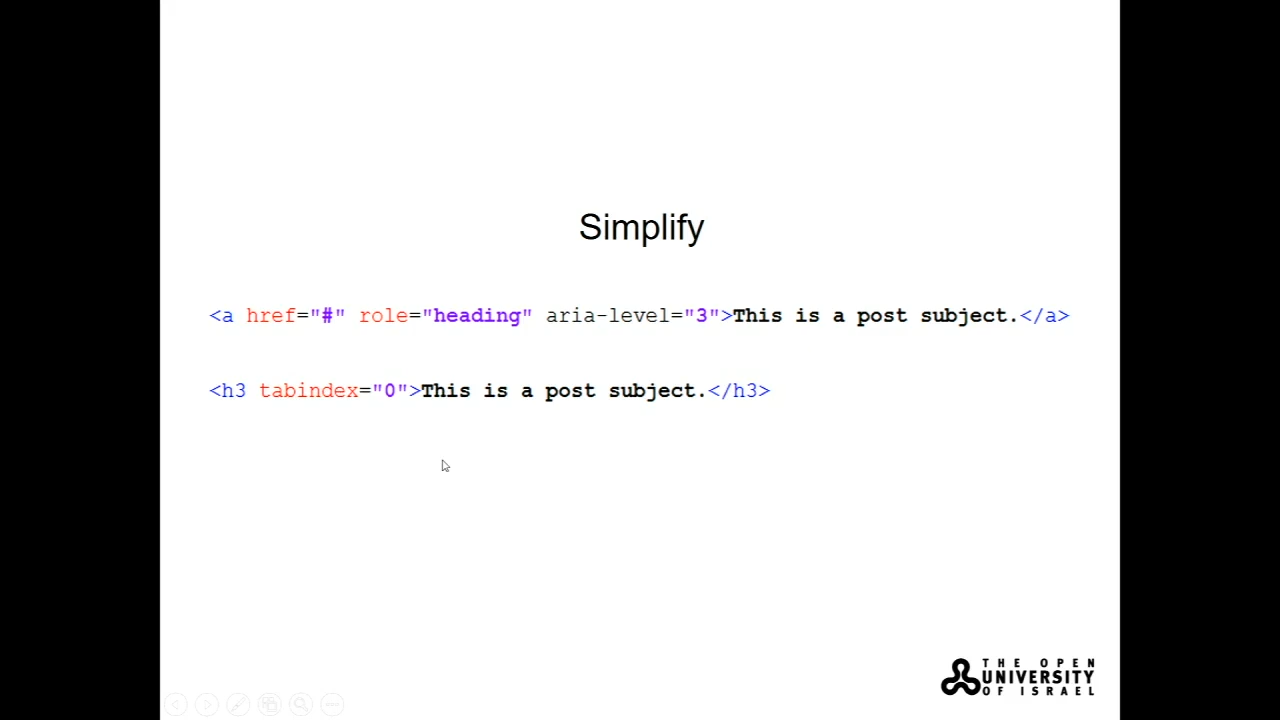 Simplify
<a href="#" role="heading" aria-level="3">This is a post subject.</a>
<h3 tabindex="0">This is a post subject.</h3>
THE OPEN
UNIVERSITY
OF ISRAEL